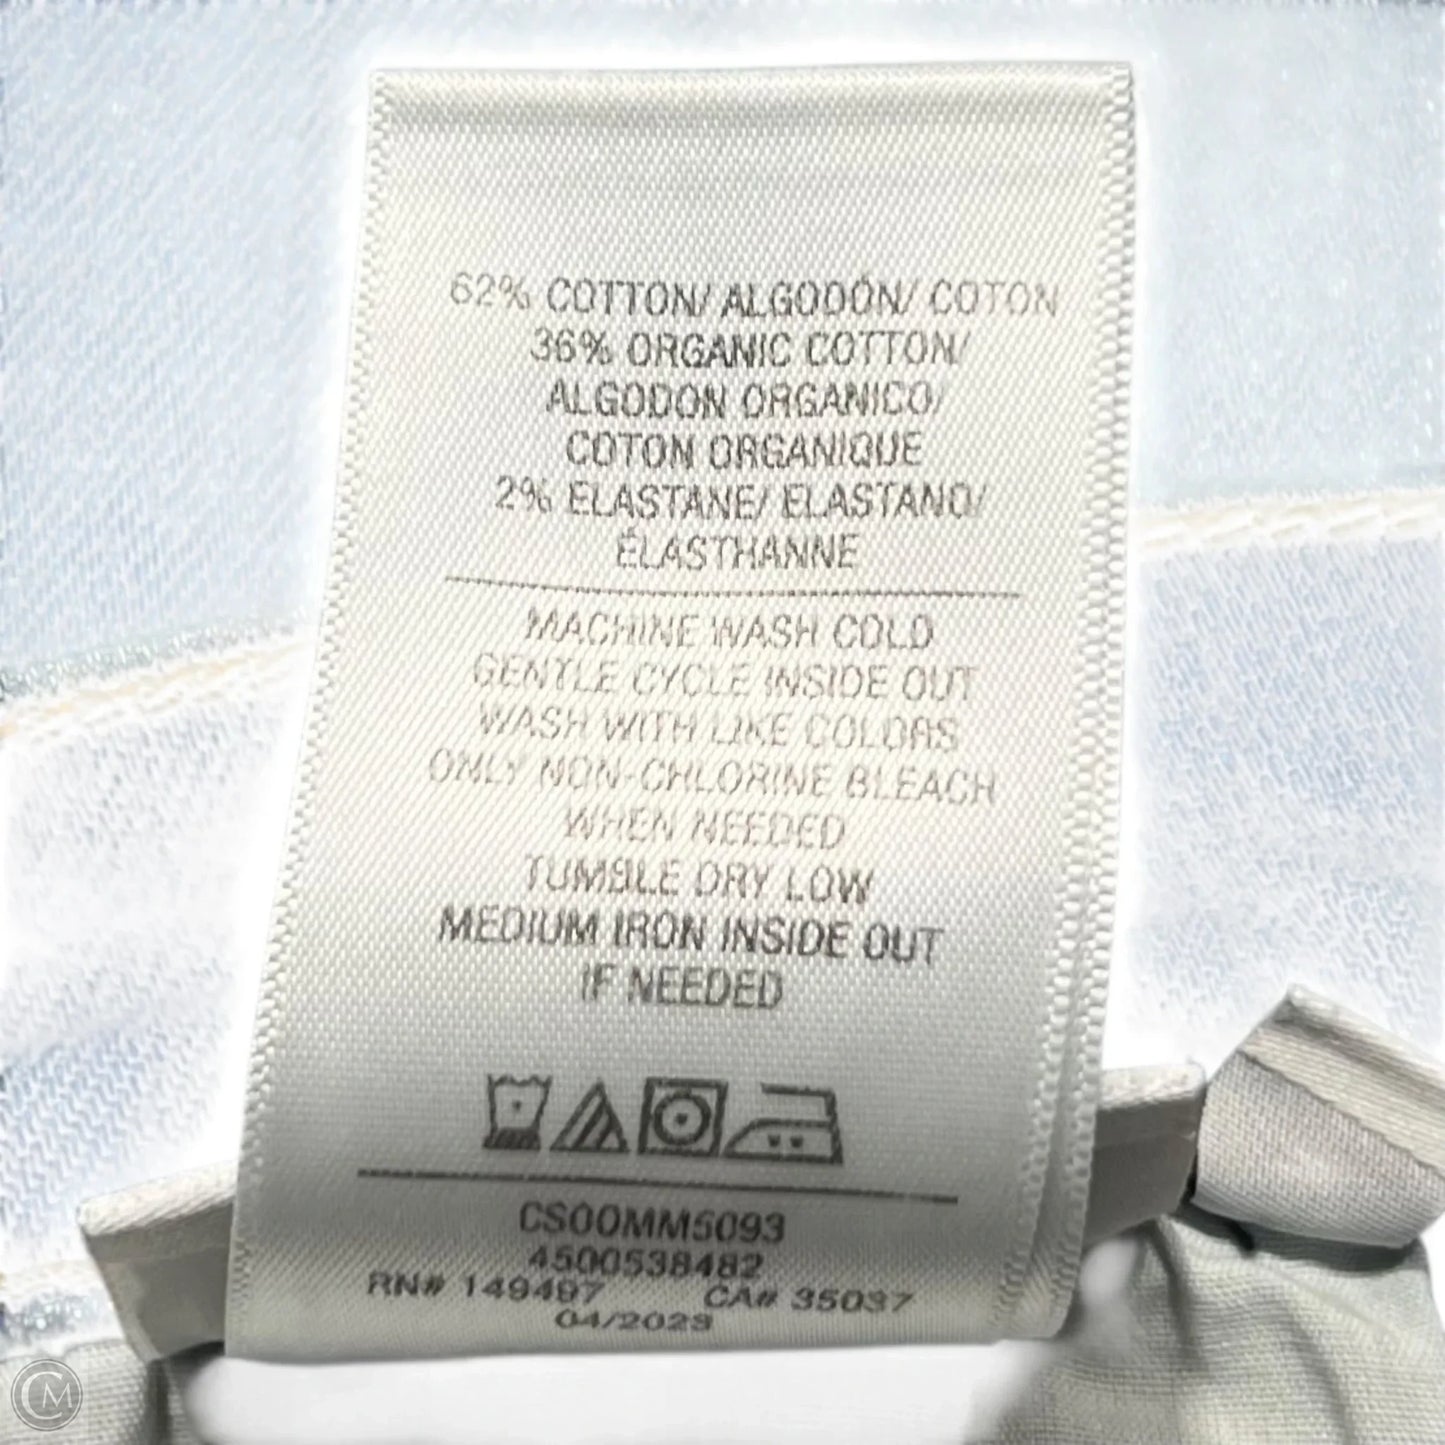 62% COTTON/ ALGODÓN/ COTON
36% ORGANIC COTTON/
ALGODON ORGANICO/
COTON ORGANIQUE
2% ELASTANE/ ELASTANO/
ÉLASTHANNE
MACHINE WASH COLD
GENTLE CYCLE INSIDE OUT
WASH WITH LIKE COLORS
ONLY NON-CHLORINE BLEACH
WHEN NEEDED
TUMBLE DRY LOW
MEDIUM IRON INSIDE OUT
IF NEEDED
CS00MM5093
4500538482
RN# 149497 CA# 35037
04/2023
CM